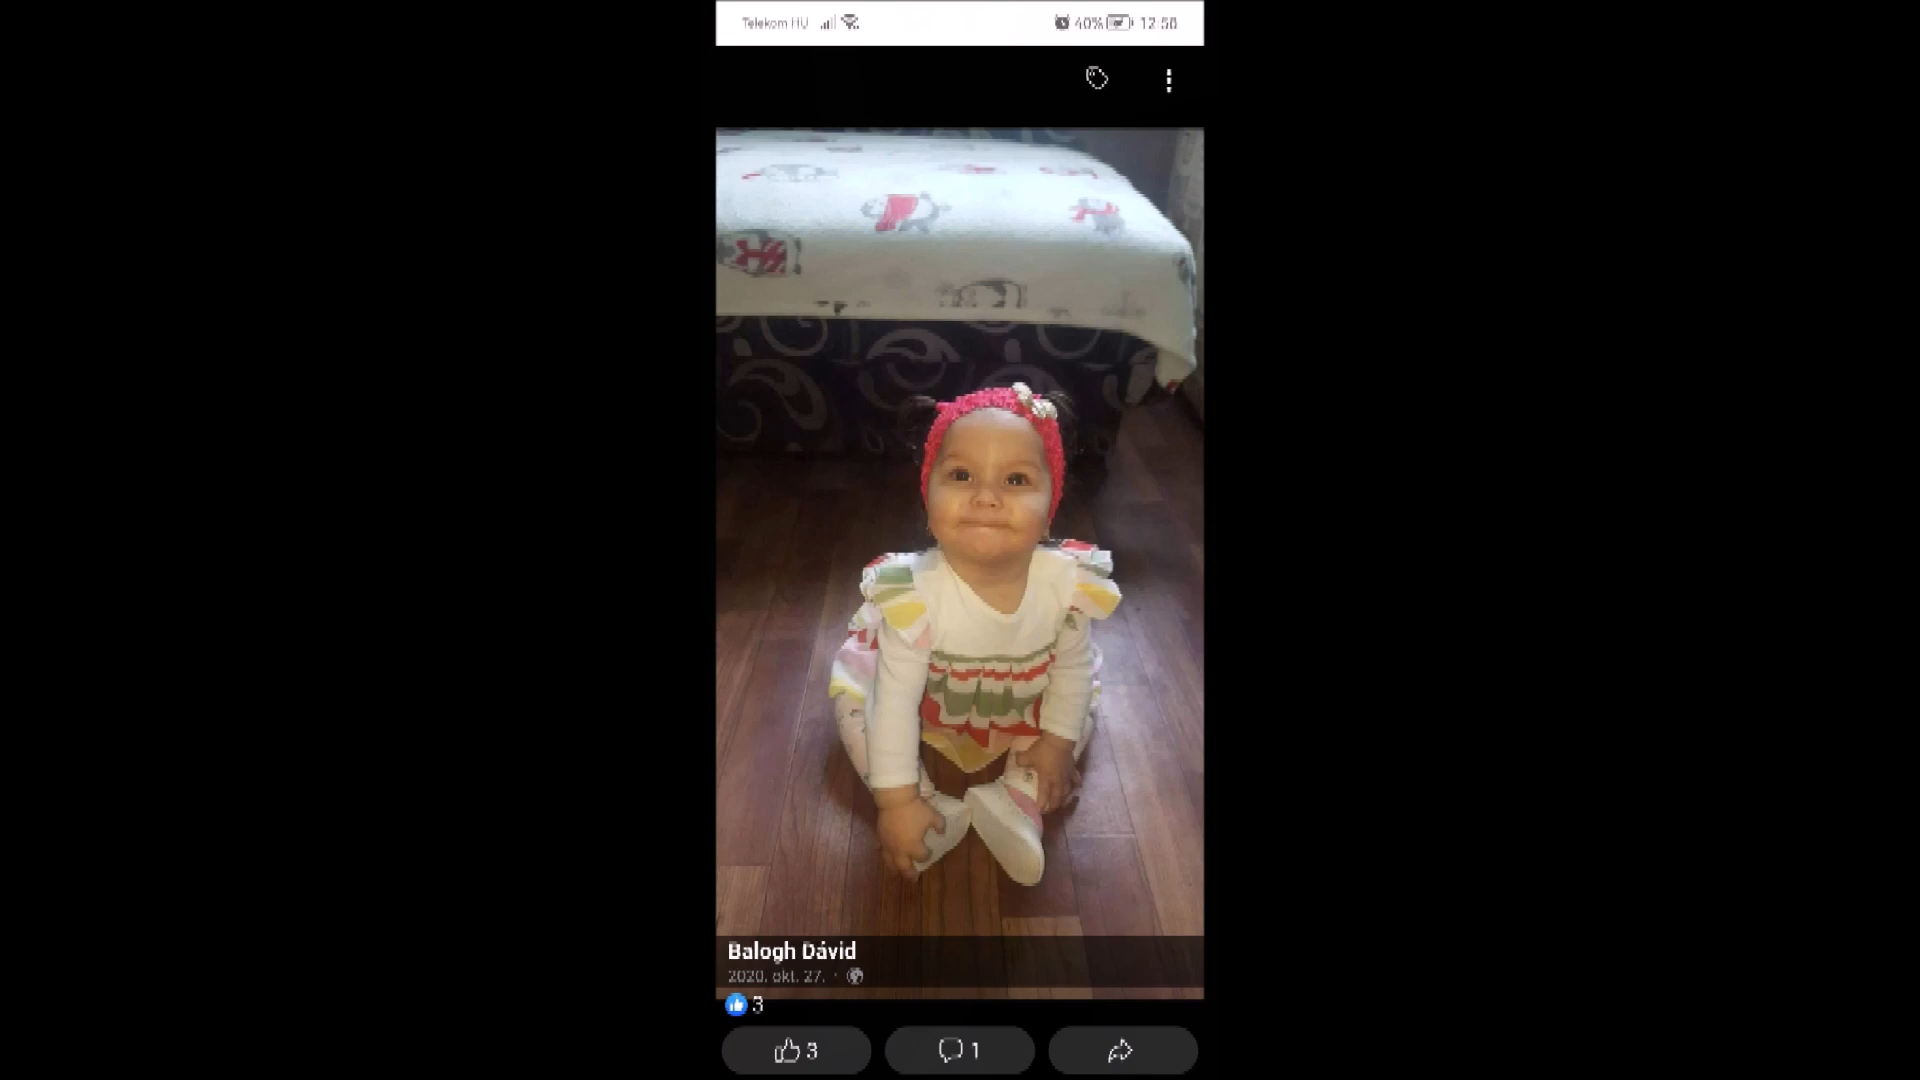 Telekom HU 40% 12:58
Balogh Dávid
2020. okt. 27. ·
3
3 1